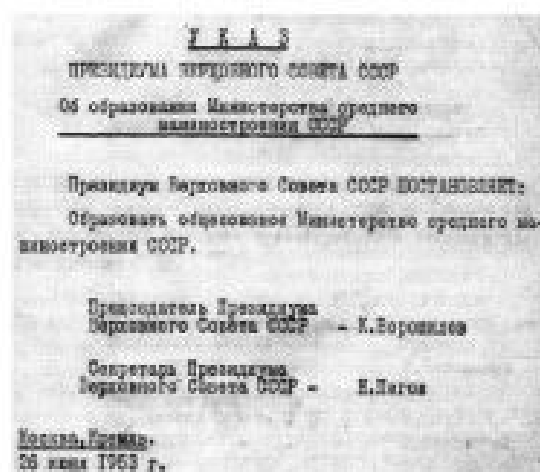 У К А З
ПРЕЗИДИУМА ВЕРХОВНОГО СОВЕТА СССР
Об образовании Министерства среднего
машиностроения СССР
Президиум Верховного Совета СССР ПОСТАНОВЛЯЕТ:
Образовать общесоюзное Министерство среднего ма-
шиностроения СССР.
Председатель Президиума
Верховного Совета СССР - К.Ворошилов
Секретарь Президиума
Верховного Совета СССР - Н.Пегов
Москва, Кремль.
26 июня 1953 г.